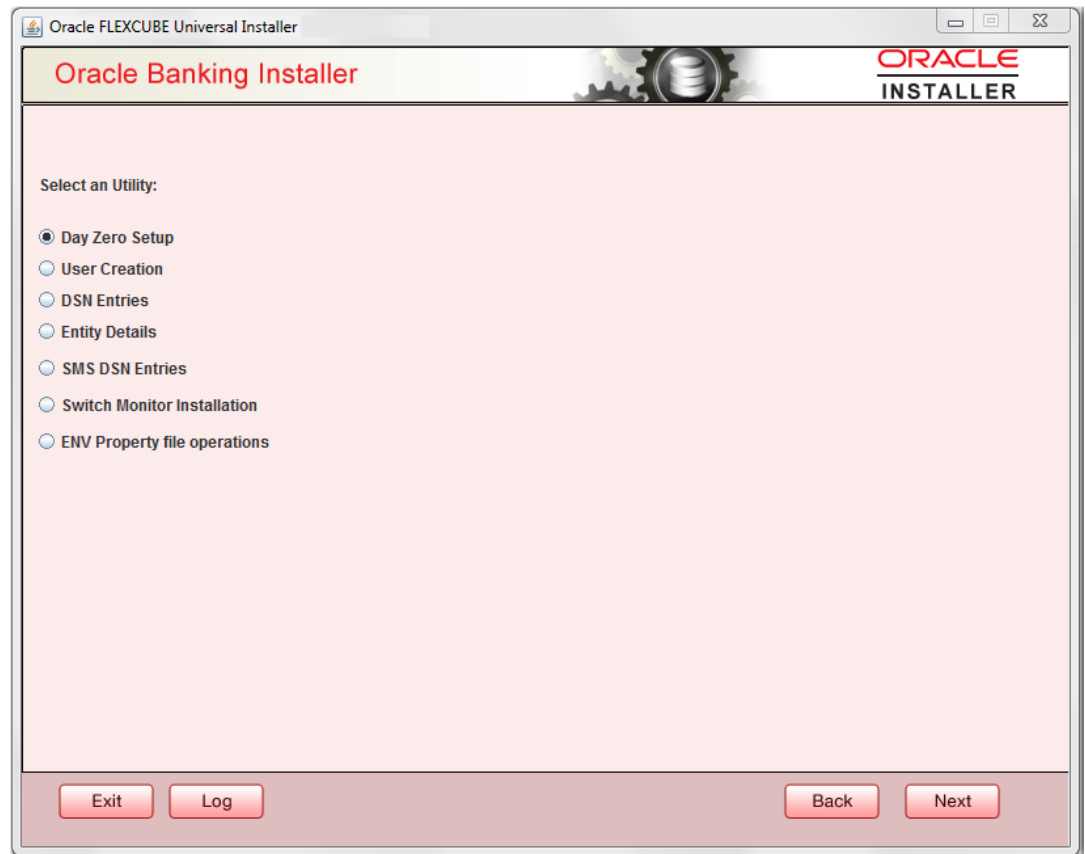 Oracle FLEXCUBE Universal Installer
Oracle Banking Installer
ORACLE
INSTALLER
Select an Utility:
Day Zero Setup
User Creation
DSN Entries
Entity Details
SMS DSN Entries
Switch Monitor Installation
ENV Property file operations
Exit
Log
Back
Next